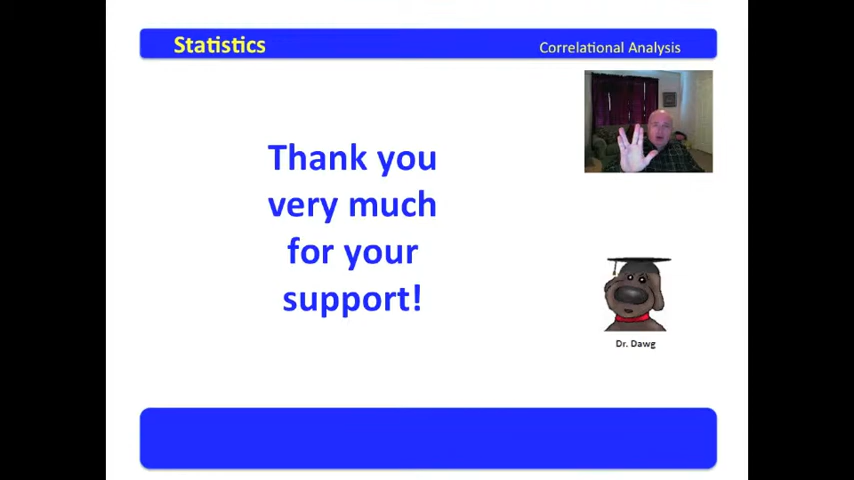 Statistics
Correlational Analysis
Thank you
very much
for your
support!
Dr. Dawg